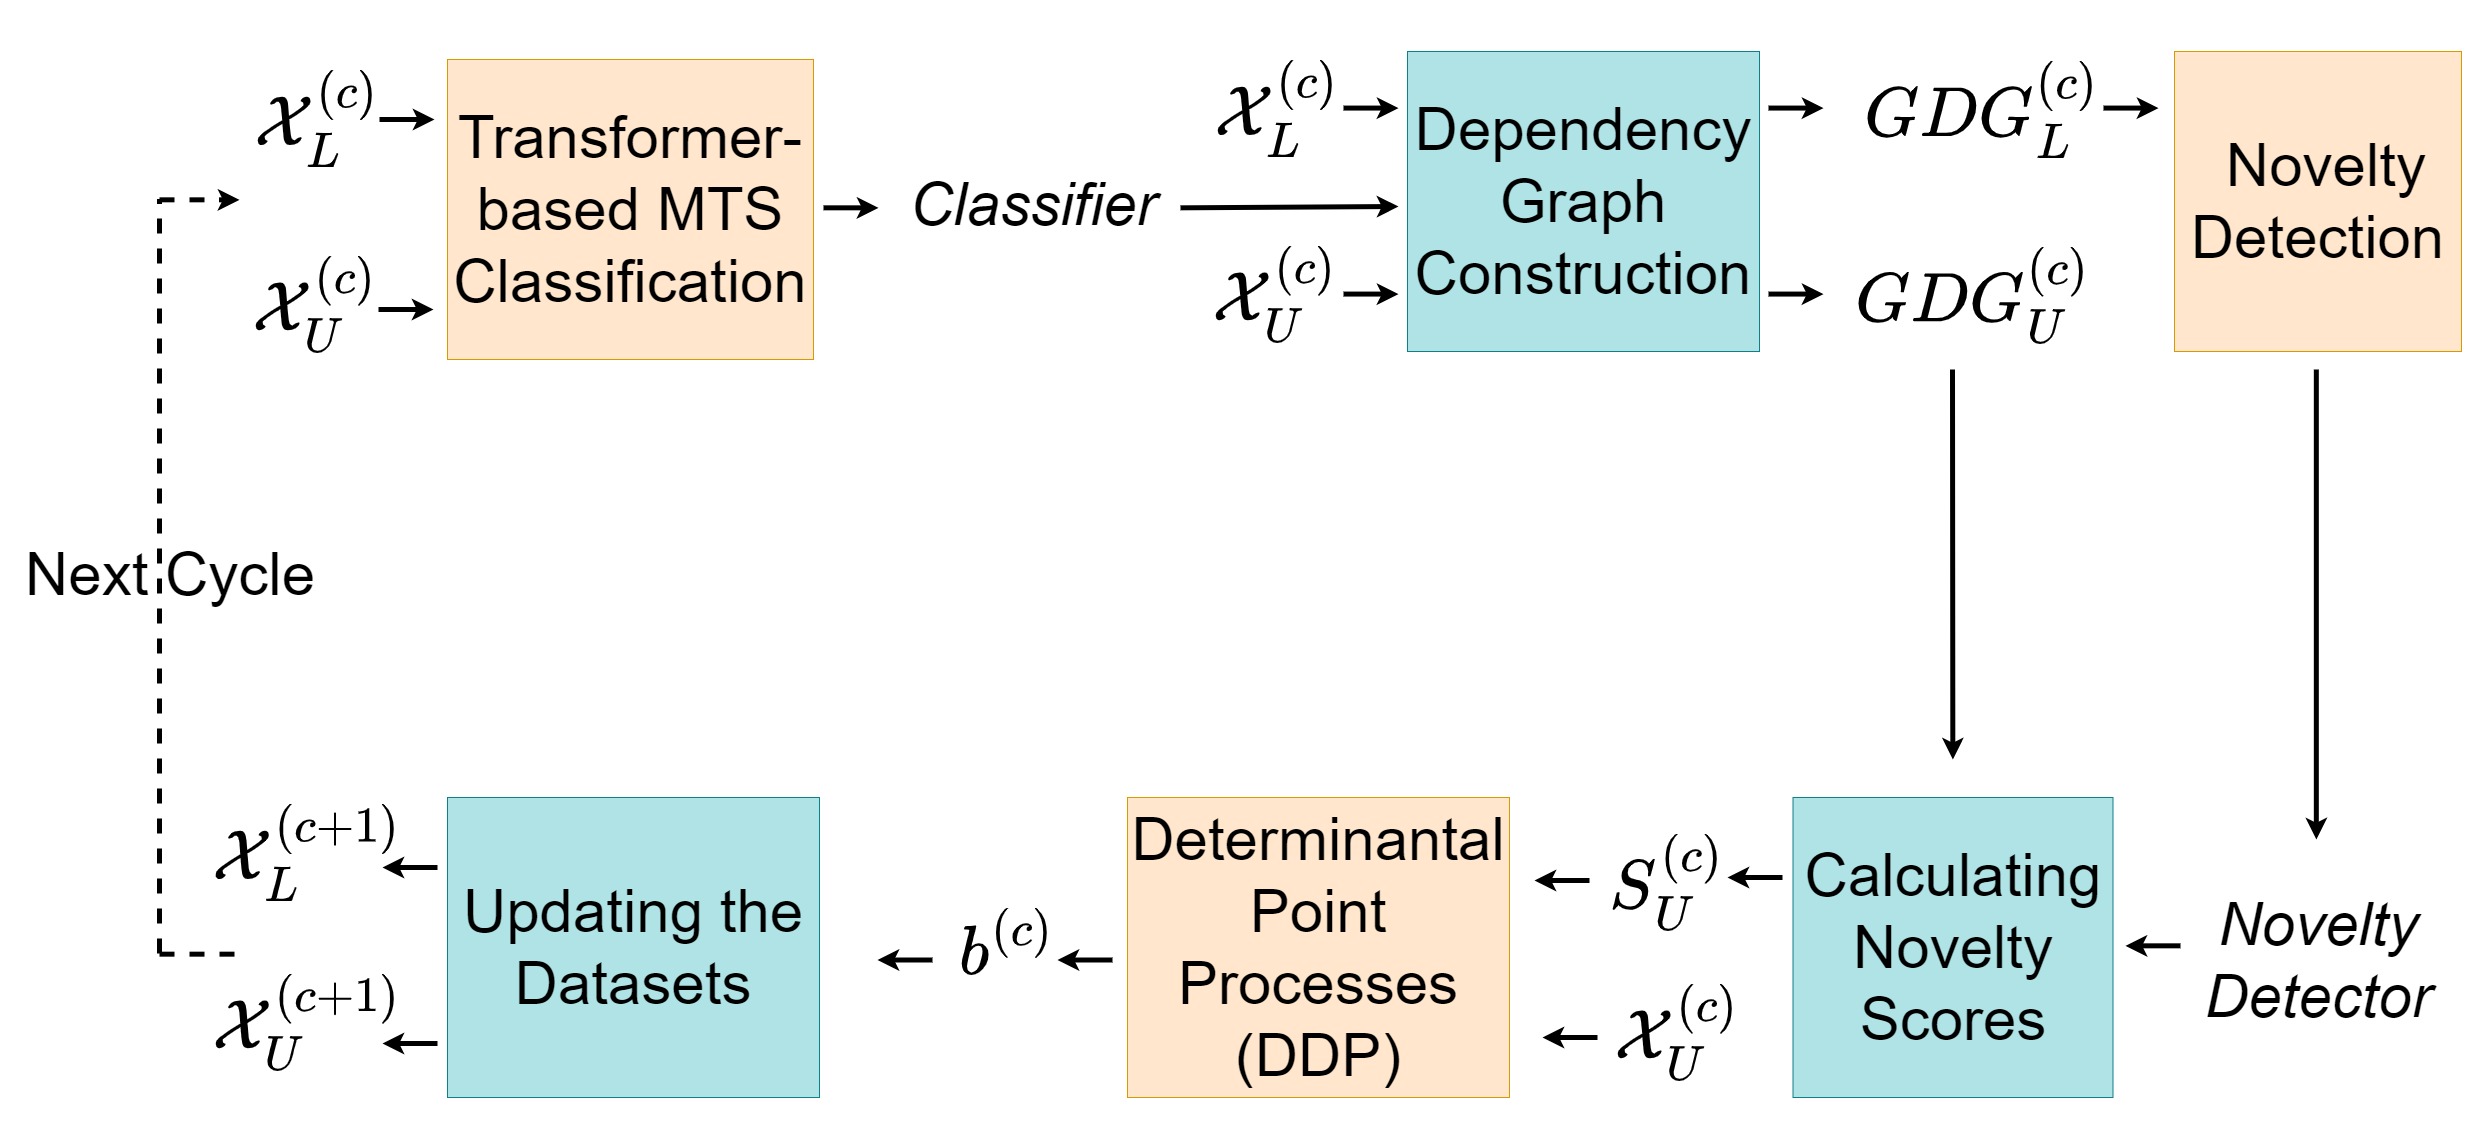 $\mathcal{X}_L^{(c)}$
$\mathcal{X}_U^{(c)}$
Transformer-
based MTS
Classification
Classifier
$\mathcal{X}_L^{(c)}$
$\mathcal{X}_U^{(c)}$
Dependency
Graph
Construction
$GDG_L^{(c)}$
$GDG_U^{(c)}$
Novelty
Detection
Next Cycle
$\mathcal{X}_L^{(c+1)}$
$\mathcal{X}_U^{(c+1)}$
Updating the
Datasets
$b^{(c)}$
Determinantal
Point
Processes
(DDP)
$S_U^{(c)}$
$\mathcal{X}_U^{(c)}$
Calculating
Novelty
Scores
Novelty
Detector